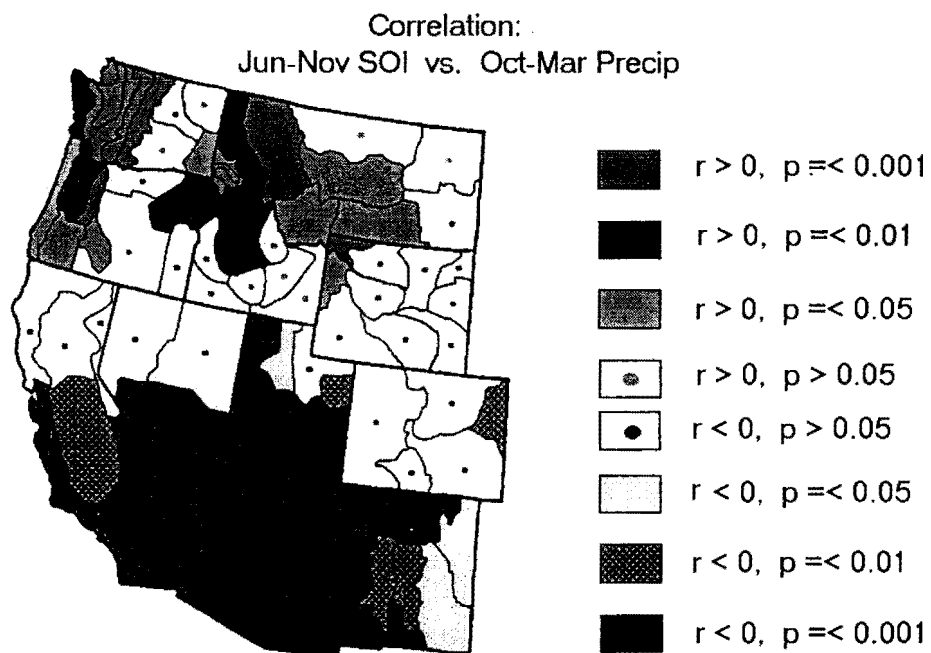 Correlation:
Jun-Nov SOI vs. Oct-Mar Precip
r > 0, p =< 0.001
r > 0, p =< 0.01
r > 0, p =< 0.05
r > 0, p > 0.05
r < 0, p > 0.05
r < 0, p =< 0.05
r < 0, p =< 0.01
r < 0, p =< 0.001